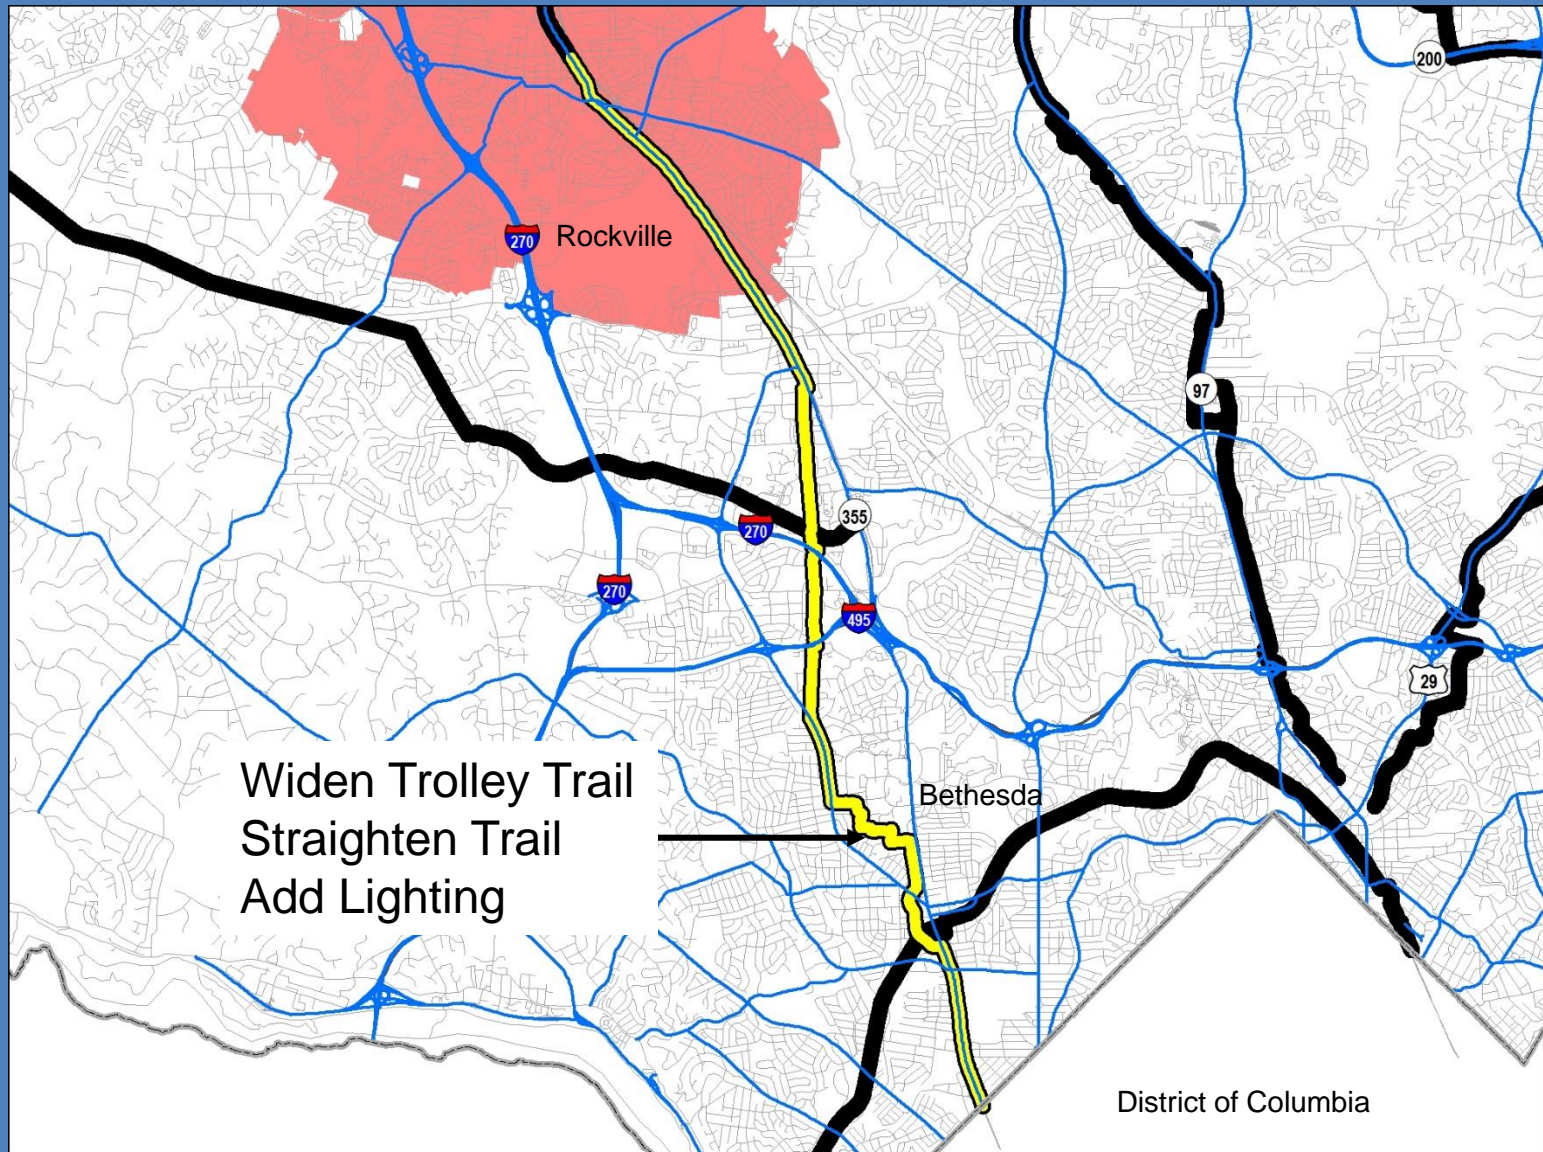 200
270
Rockville
97
355
270
270
495
29
Widen Trolley Trail
Straighten Trail
Add Lighting
Bethesda
District of Columbia